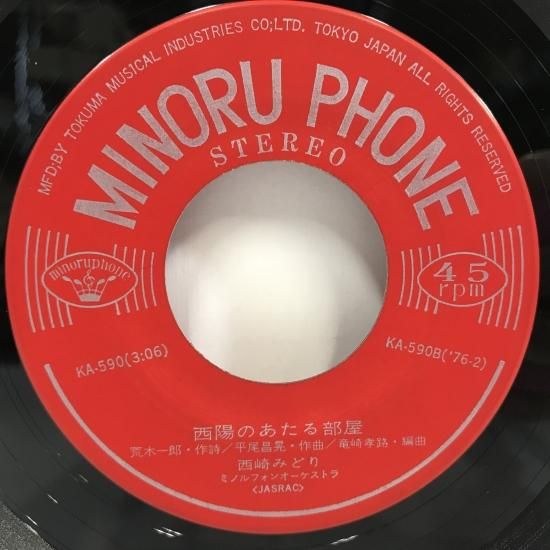 MFD;BY TOKUMA MUSICAL INDUSTRIES CO;LTD. TOKYO JAPAN ALL RIGHTS RESERVED
MINORU PHONE
STEREO
minoruphone
45
rpm
KA-590(3:06)
KA-590B('76-2)
西陽のあたる部屋
荒木一郎・作詩/平尾昌晃・作曲/竜崎孝路・編曲
西崎みどり
ミノルフォンオーケストラ
〈JASRAC〉